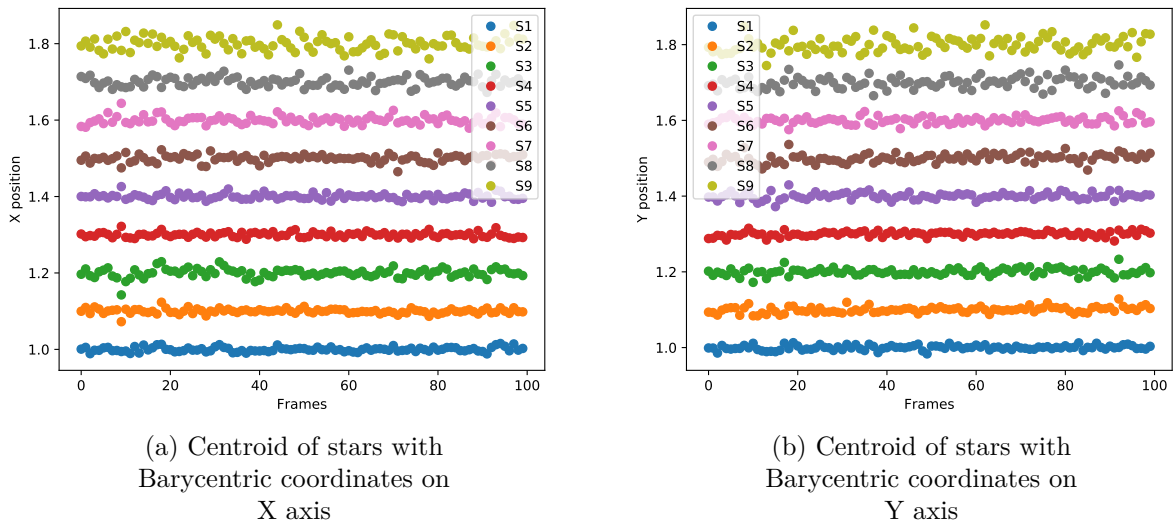 1.8
1.6
1.4
1.2
1.0
X position
0
20
40
60
80
100
Frames
S1
S2
S3
S4
S5
S6
S7
S8
S9
(a) Centroid of stars with
Barycentric coordinates on
X axis
1.8
1.6
1.4
1.2
1.0
Y position
0
20
40
60
80
100
Frames
S1
S2
S3
S4
S5
S6
S7
S8
S9
(b) Centroid of stars with
Barycentric coordinates on
Y axis